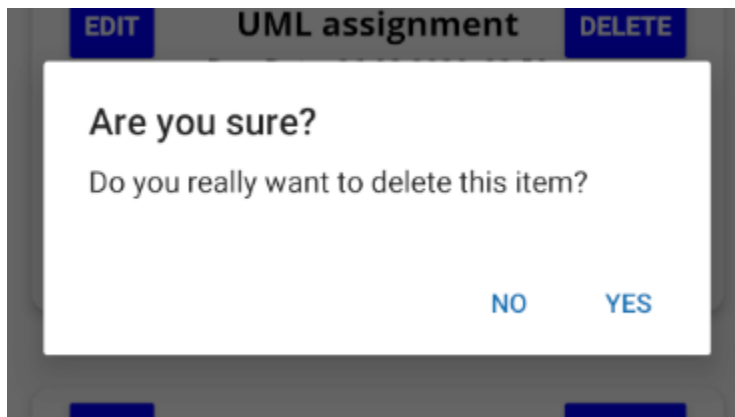 EDIT UML assignment DELETE
Are you sure?
Do you really want to delete this item?
NO YES